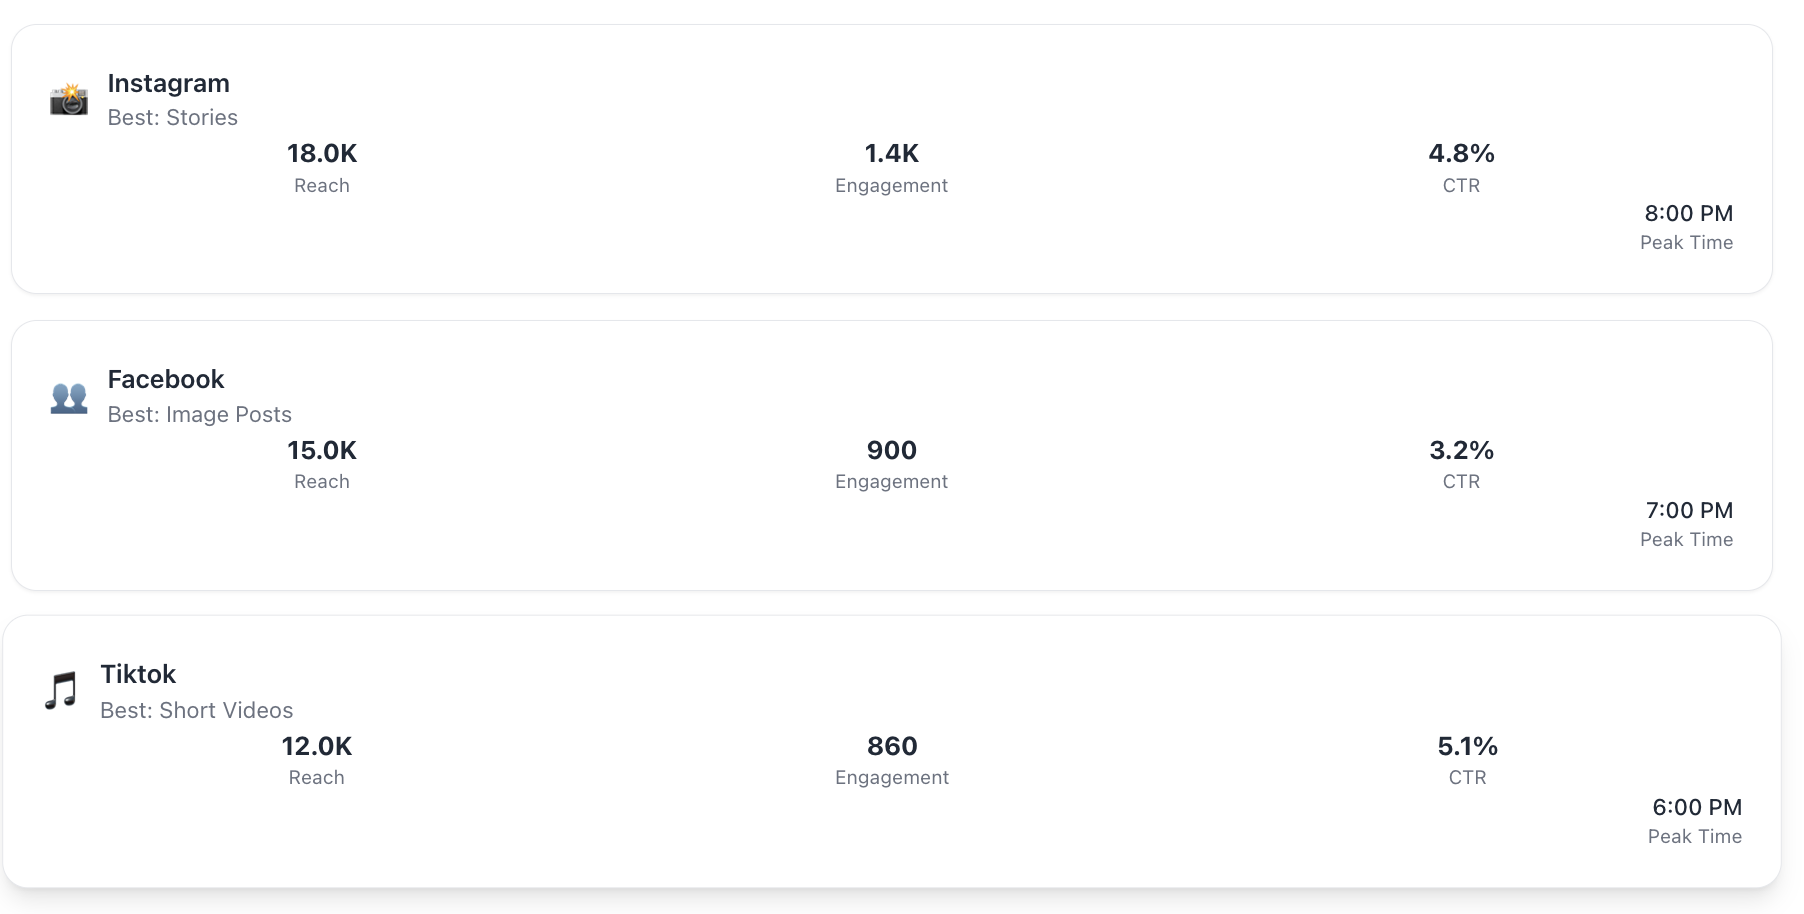 Instagram
Best: Stories
18.0K 1.4K 4.8%
Reach Engagement CTR
8:00 PM
Peak Time
Facebook
Best: Image Posts
15.0K 900 3.2%
Reach Engagement CTR
7:00 PM
Peak Time
Tiktok
Best: Short Videos
12.0K 860 5.1%
Reach Engagement CTR
6:00 PM
Peak Time